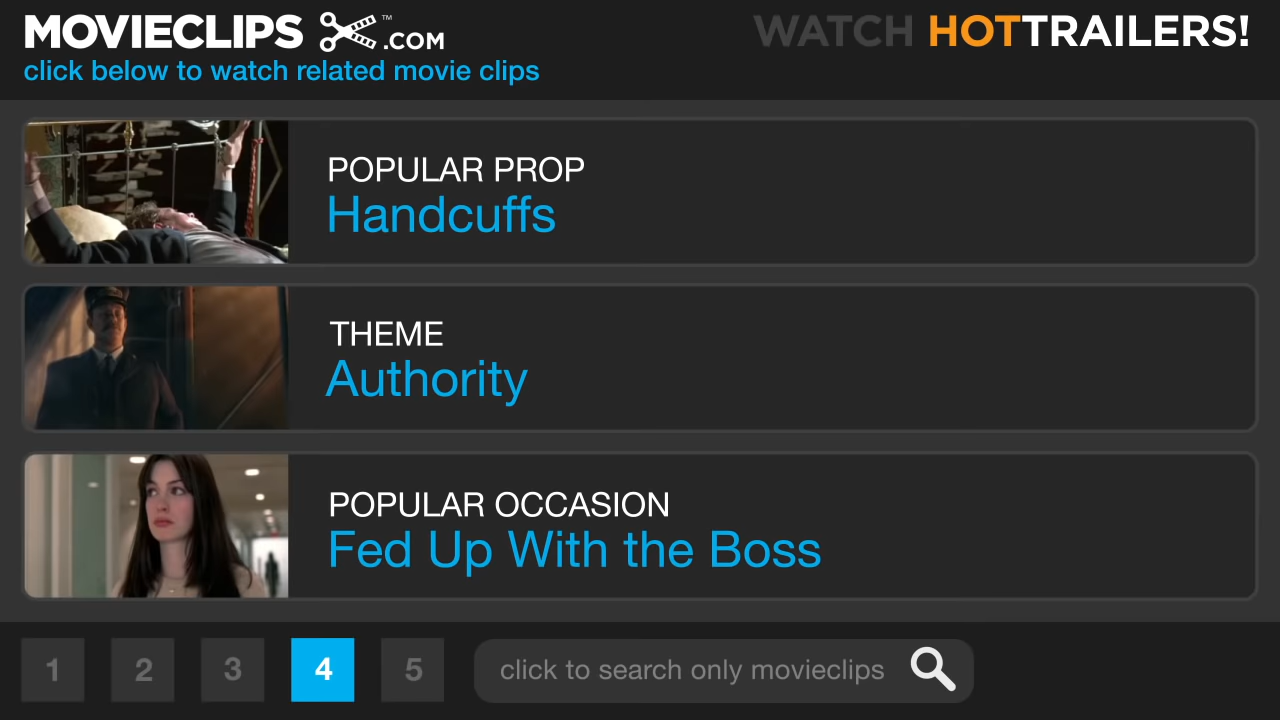 MOVIECLIPS ™ .COM
WATCH HOTTRAILERS!
click below to watch related movie clips
POPULAR PROP
Handcuffs
THEME
Authority
POPULAR OCCASION
Fed Up With the Boss
1 2 3 4 5 click to search only movieclips